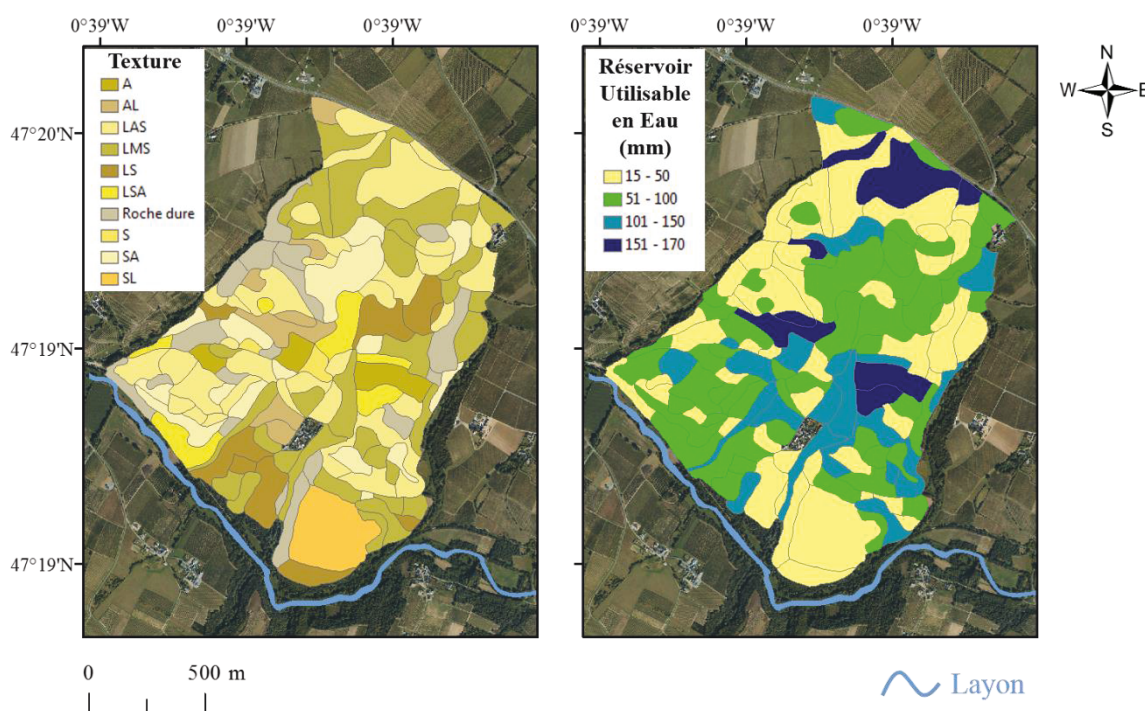 0°39'W 0°39'W 0°39'W
0°39'W 0°39'W 0°39'W
47°20'N
47°19'N
47°19'N
Texture
A
AL
LAS
LMS
LS
LSA
Roche dure
S
SA
SL
Réservoir
Utilisable
en Eau
(mm)
15 - 50
51 - 100
101 - 150
151 - 170
N
W E
S
0 500 m
Layon